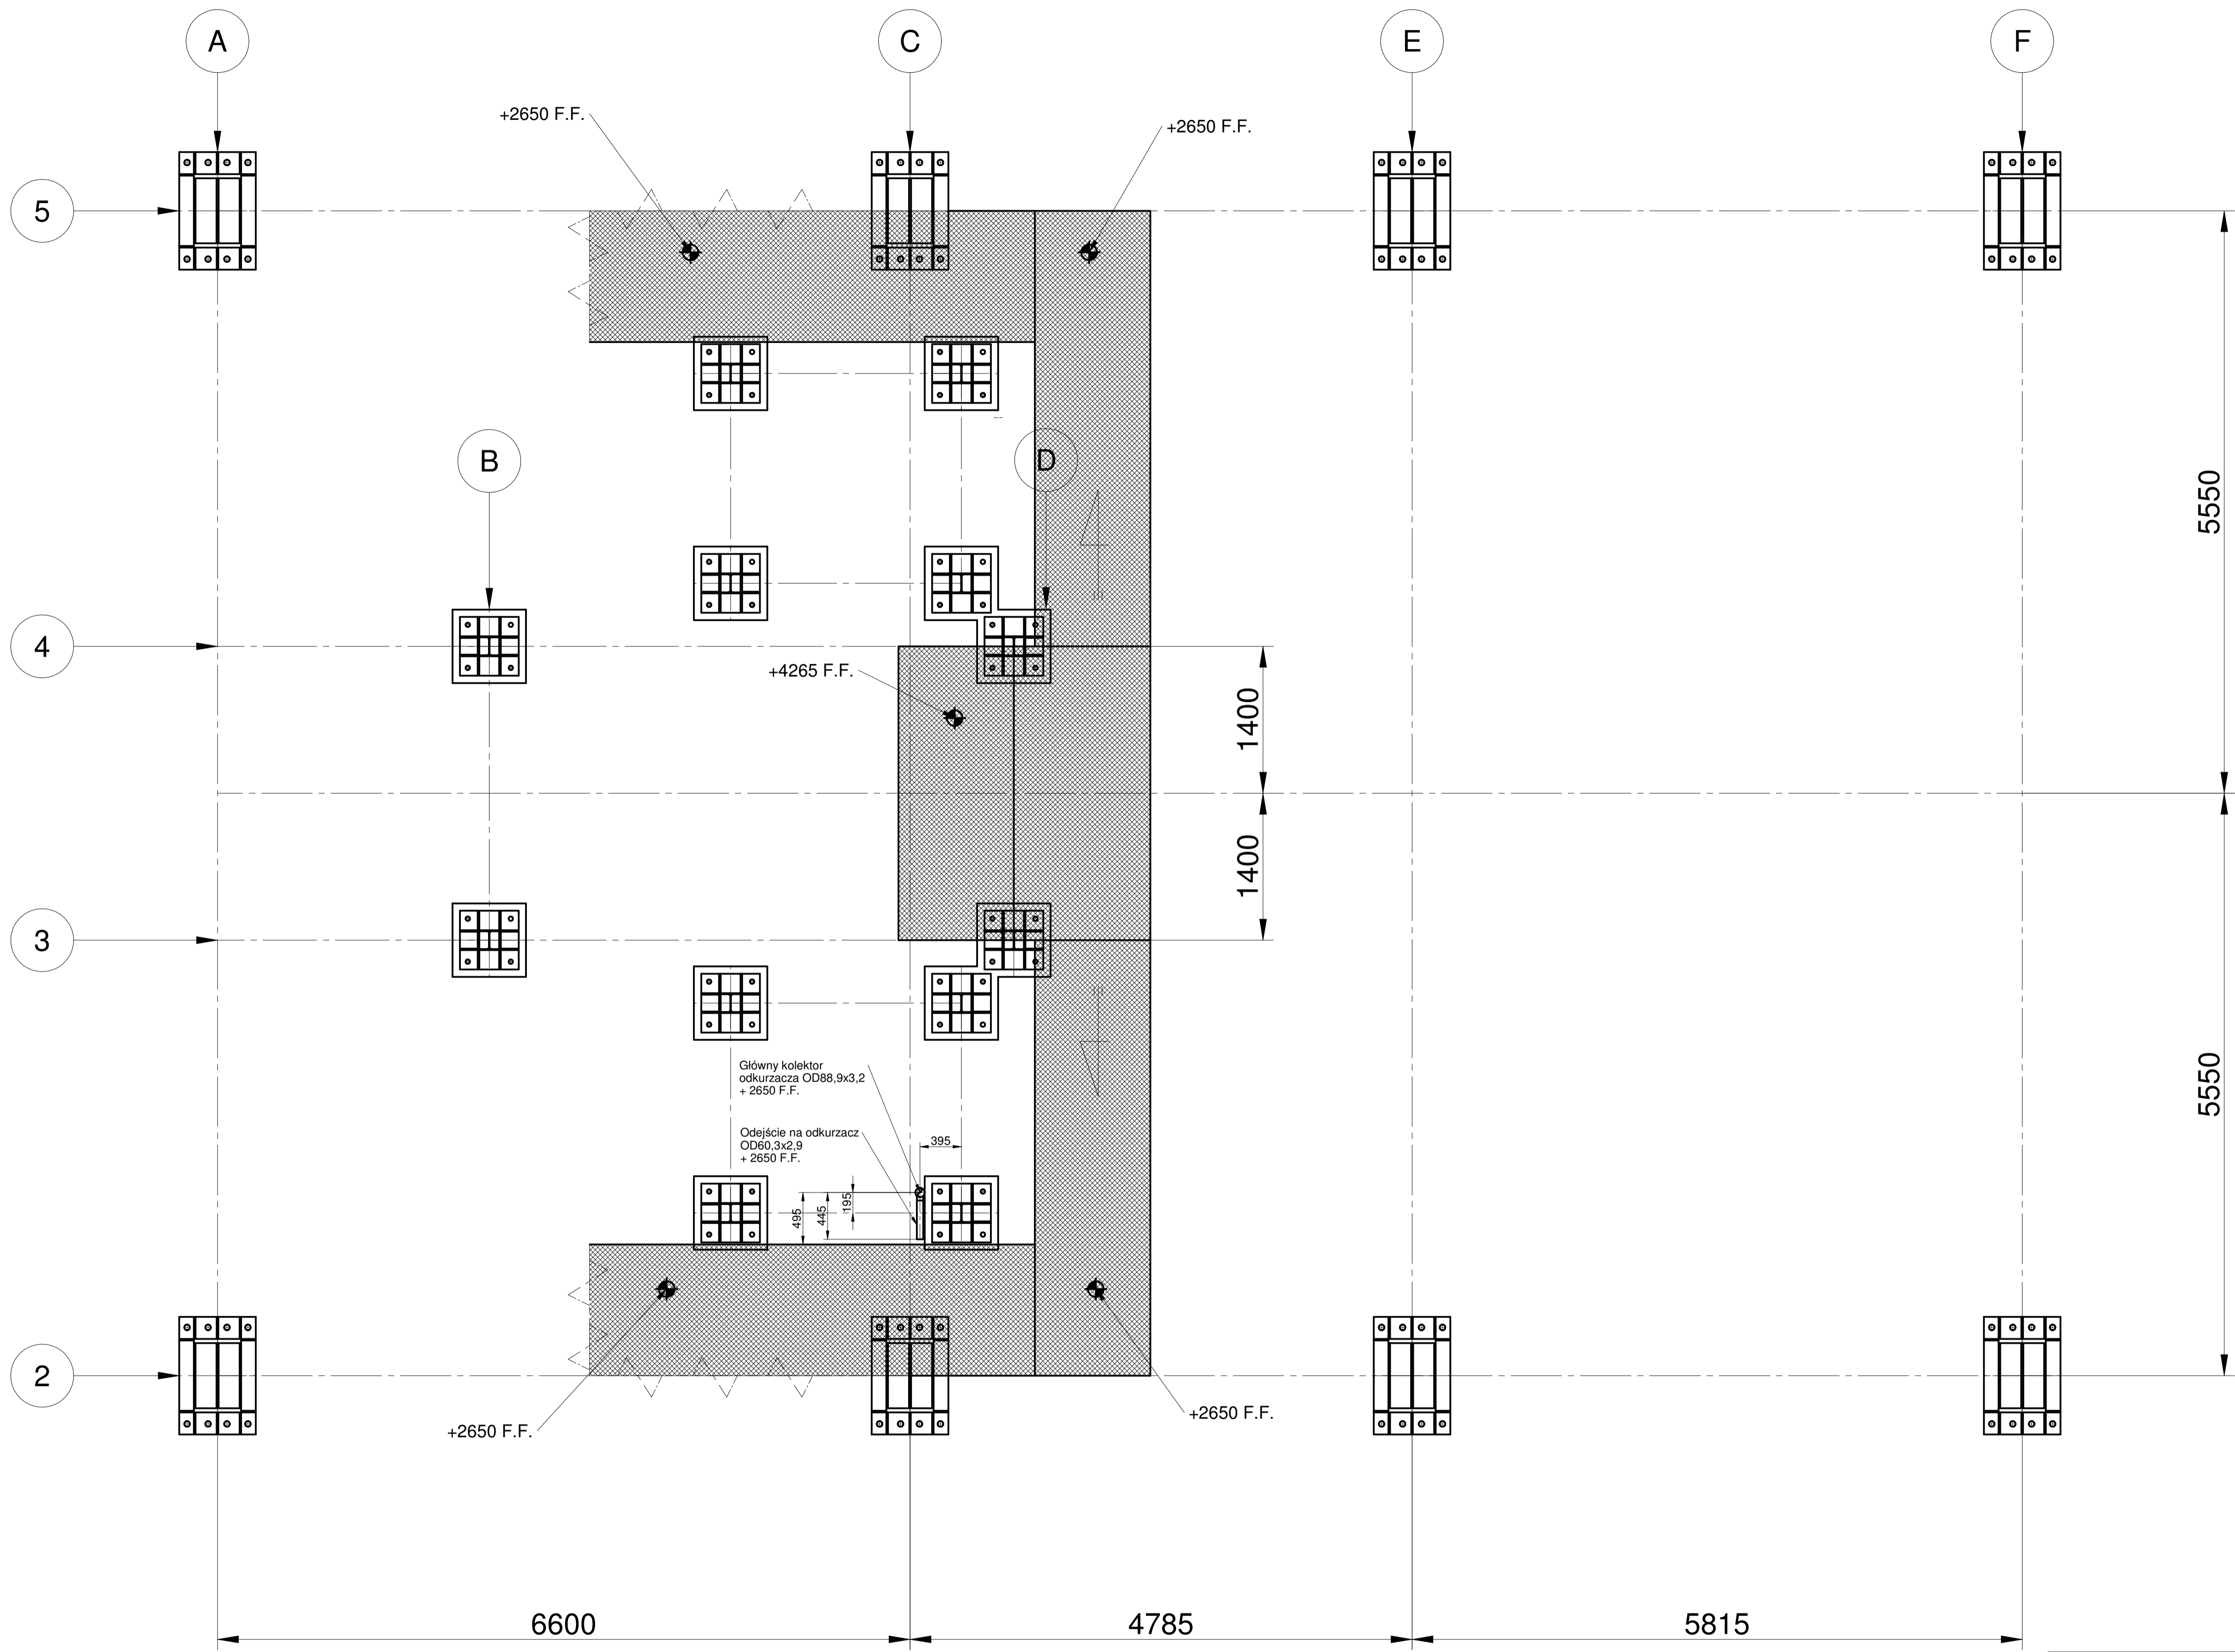 A
C
E
F
+2650 F.F.
+2650 F.F.
5
B
D
5550
4
+4265 F.F.
1400
1400
3
Główny kolektor
odkurzacza OD88,9x3,2
+ 2650 F.F.
Odejście na odkurzacz
OD60,3x2,9
+ 2650 F.F.
395
495
445
195
5550
2
+2650 F.F.
+2650 F.F.
6600
4785
5815